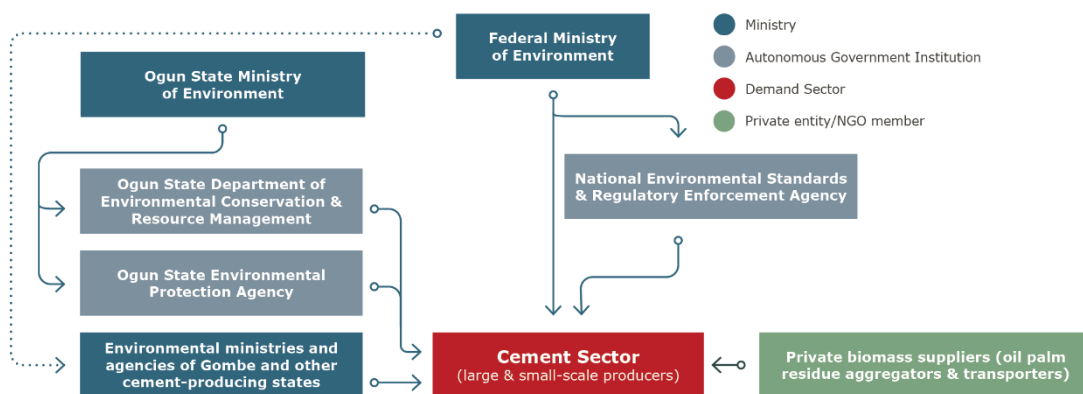 Federal Ministry
of Environment
Ministry
Autonomous Government Institution
Demand Sector
Private entity/NGO member
Ogun State Ministry
of Environment
Ogun State Department of
Environmental Conservation &
Resource Management
National Environmental Standards
& Regulatory Enforcement Agency
Ogun State Environmental
Protection Agency
Environmental ministries and
agencies of Gombe and other
cement-producing states
Cement Sector
(large & small-scale producers)
Private biomass suppliers (oil palm
residue aggregators & transporters)